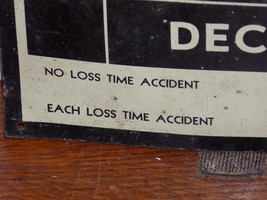 DEC
NO LOSS TIME ACCIDENT
EACH LOSS TIME ACCIDENT